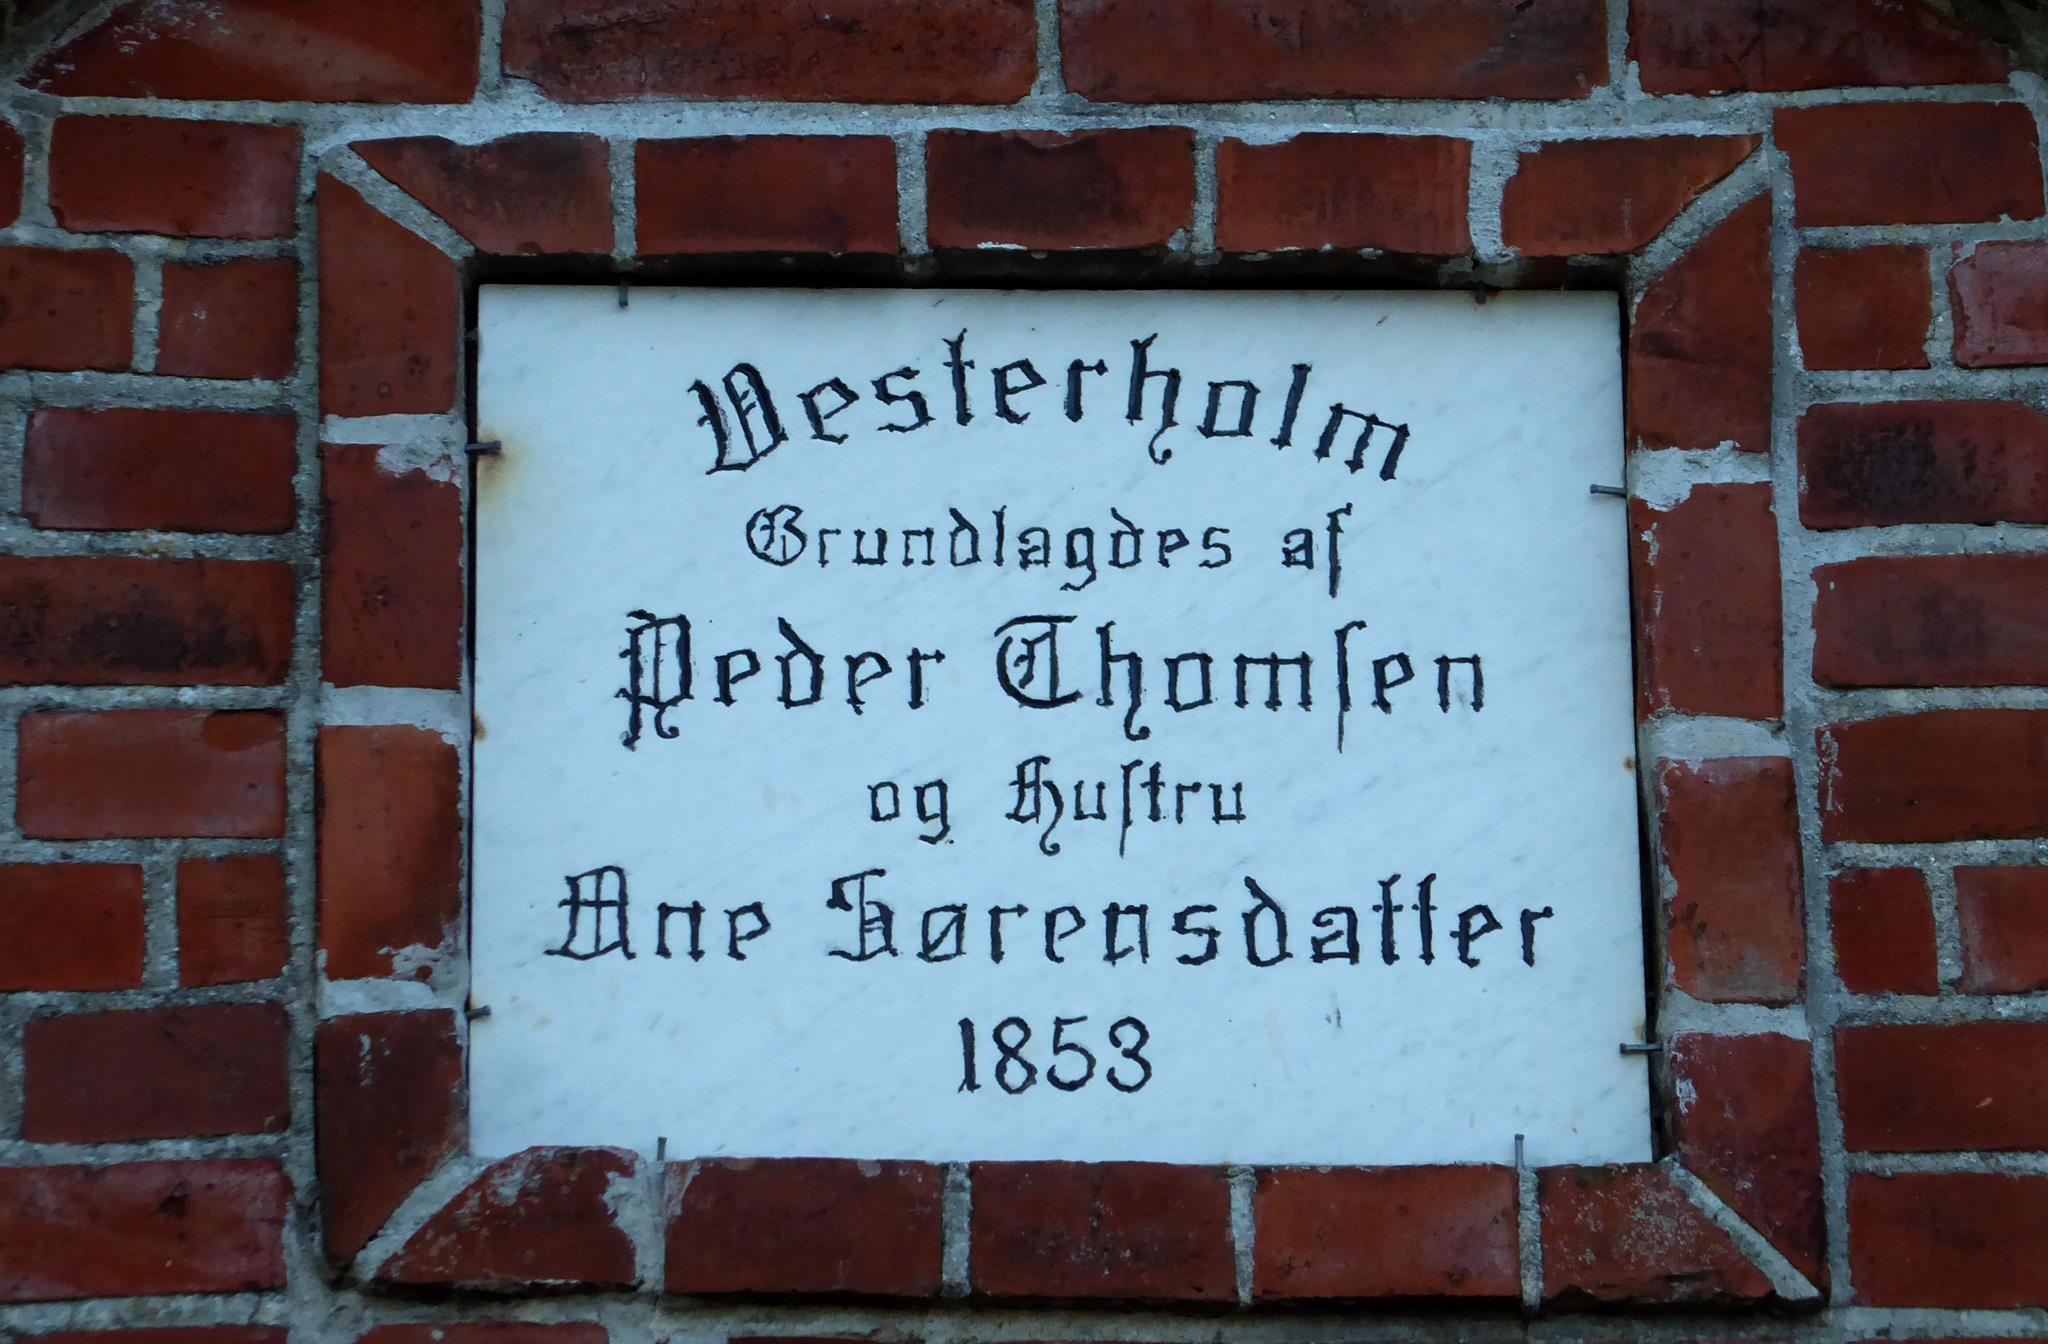 Vesterholm
Grundlagdes af
Peder Thomſen
og Huſtru
Ane Sørensdatter
1853